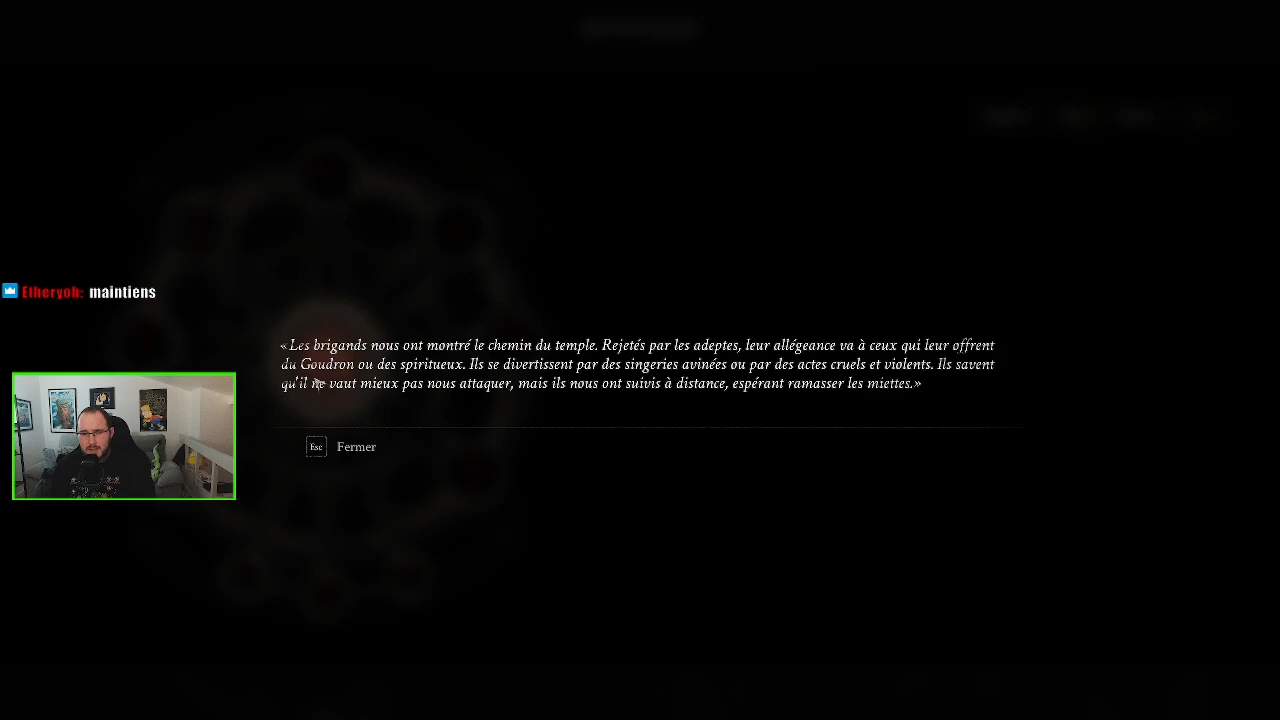 Etheryoh: maintiens
« Les brigands nous ont montré le chemin du temple. Rejetés par les adeptes, leur allégeance va à ceux qui leur offrent
du Goudron ou des spiritueux. Ils se divertissent par des singeries avinées ou par des actes cruels et violents. Ils savent
qu'il ne vaut mieux pas nous attaquer, mais ils nous ont suivis à distance, espérant ramasser les miettes.»
Esc Fermer